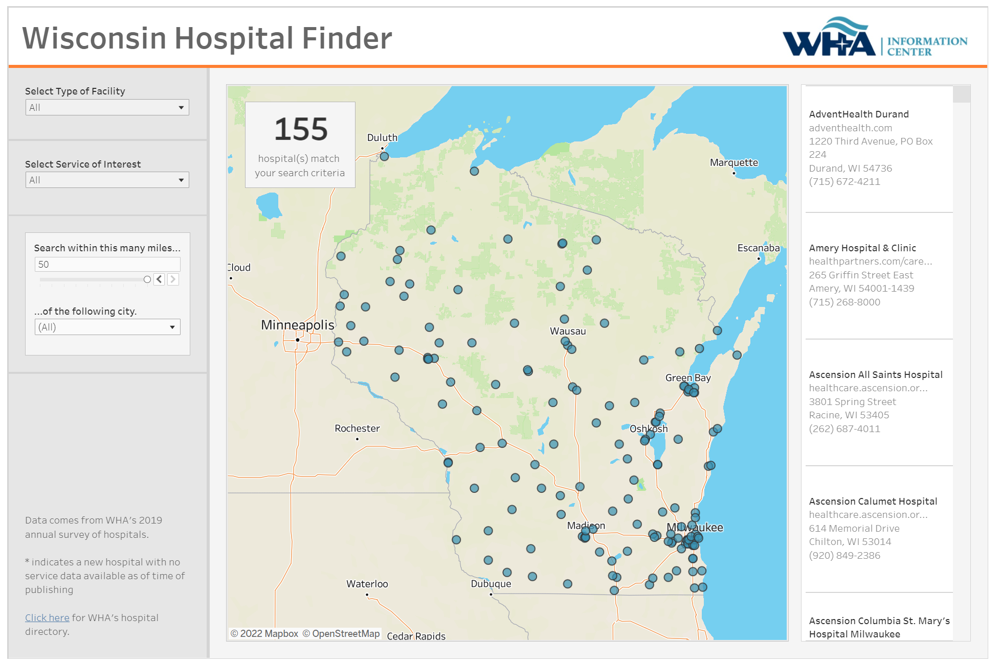 Wisconsin Hospital Finder
WHA INFORMATION CENTER
Select Type of Facility
All
Select Service of Interest
All
Search within this many miles...
50
...of the following city.
(All)
Data comes from WHA's 2019
annual survey of hospitals.
* indicates a new hospital with no
service data available as of time of
publishing
Click here for WHA's hospital
directory.
155
hospital(s) match
your search criteria
Duluth
Marquette
Escanaba
Cloud
Minneapolis
Wausau
Green Bay
Rochester
Oshkosh
Madison
Milwaukee
Waterloo
Dubuque
Cedar Rapids
© 2022 Mapbox © OpenStreetMap
AdventHealth Durand
adventhealth.com
1220 Third Avenue, PO Box
224
Durand, WI 54736
(715) 672-4211
Amery Hospital & Clinic
healthpartners.com/care...
265 Griffin Street East
Amery, WI 54001-1439
(715) 268-8000
Ascension All Saints Hospital
healthcare.ascension.or...
3801 Spring Street
Racine, WI 53405
(262) 687-4011
Ascension Calumet Hospital
healthcare.ascension.or...
614 Memorial Drive
Chilton, WI 53014
(920) 849-2386
Ascension Columbia St. Mary's
Hospital Milwaukee